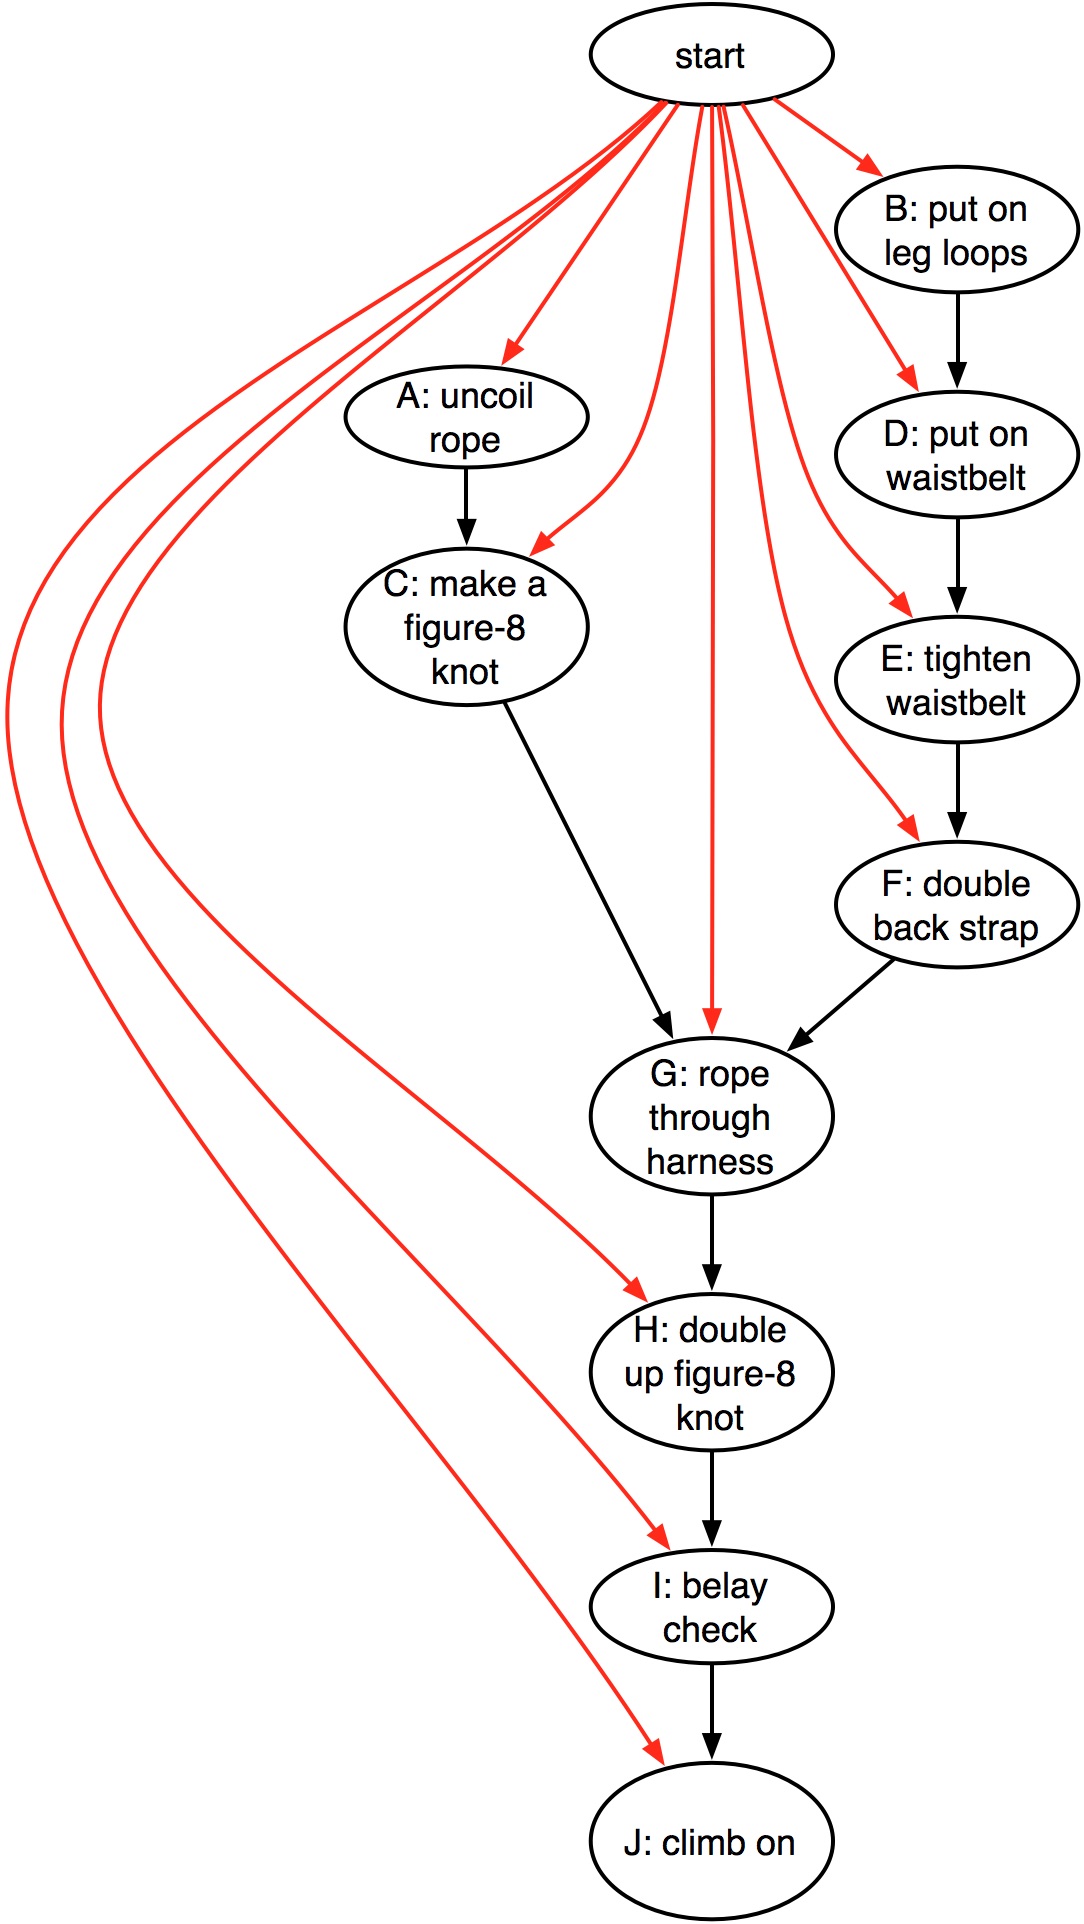 start
B: put on
leg loops
A: uncoil
rope
D: put on
waistbelt
C: make a
figure-8
knot
E: tighten
waistbelt
F: double
back strap
G: rope
through
harness
H: double
up figure-8
knot
I: belay
check
J: climb on